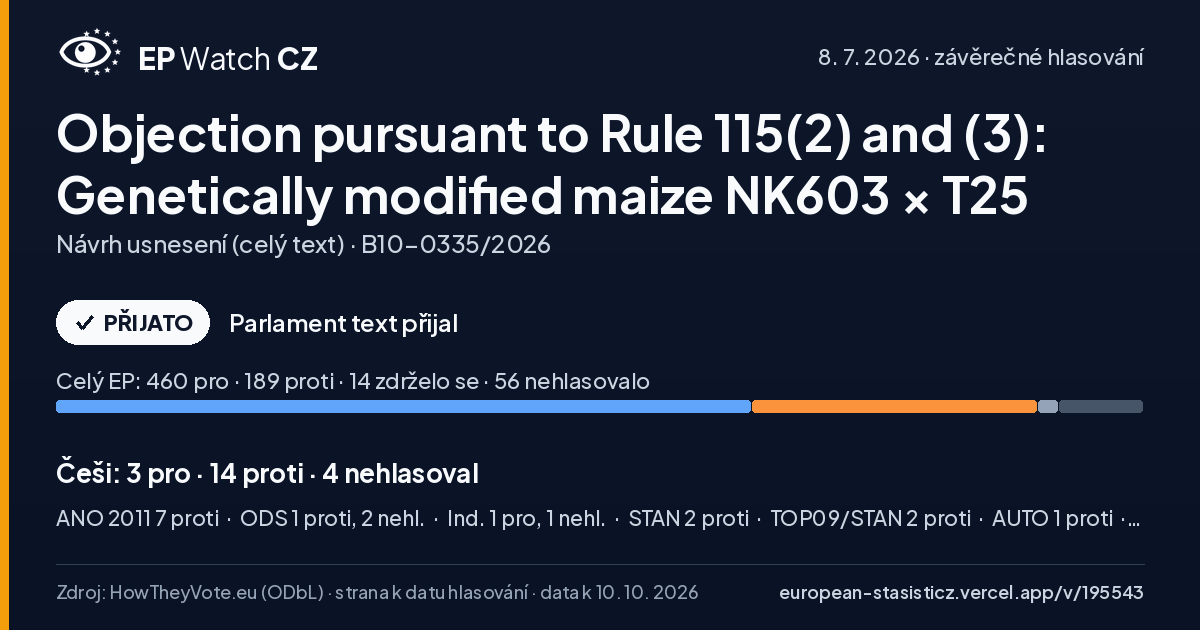 EP Watch CZ
8. 7. 2026 · závěrečné hlasování
Objection pursuant to Rule 115(2) and (3):
Genetically modified maize NK603 × T25
Návrh usnesení (celý text) · B10–0335/2026
✓ PŘIJATO
Parlament text přijal
Celý EP: 460 pro · 189 proti · 14 zdrželo se · 56 nehlasovalo
Češi: 3 pro · 14 proti · 4 nehlasoval
ANO 2011 7 proti · ODS 1 proti, 2 nehl. · Ind. 1 pro, 1 nehl. · STAN 2 proti · TOP09/STAN 2 proti · AUTO 1 proti ·…
Zdroj: HowTheyVote.eu (ODbL) · strana k datu hlasování · data k 10. 10. 2026
european-stasisticz.vercel.app/v/195543